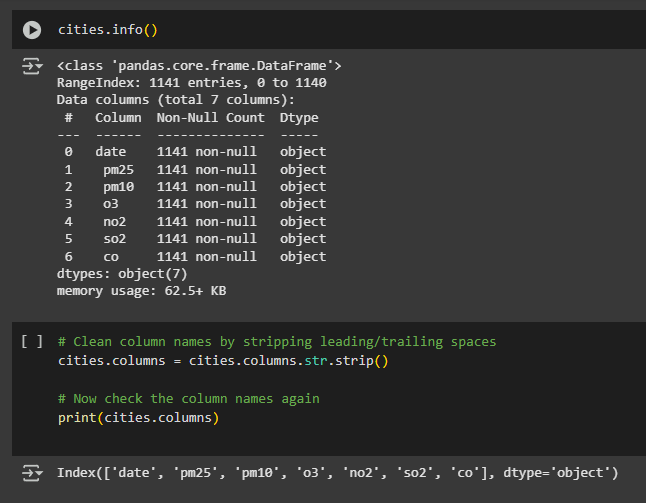 cities.info()
<class 'pandas.core.frame.DataFrame'>
RangeIndex: 1141 entries, 0 to 1140
Data columns (total 7 columns):
 #   Column  Non-Null Count  Dtype
---  ------  --------------  -----
 0   date    1141 non-null   object
 1    pm25   1141 non-null   object
 2    pm10   1141 non-null   object
 3    o3     1141 non-null   object
 4    no2    1141 non-null   object
 5    so2    1141 non-null   object
 6    co     1141 non-null   object
dtypes: object(7)
memory usage: 62.5+ KB
[ ] # Clean column names by stripping leading/trailing spaces
cities.columns = cities.columns.str.strip()
# Now check the column names again
print(cities.columns)
Index(['date', 'pm25', 'pm10', 'o3', 'no2', 'so2', 'co'], dtype='object')